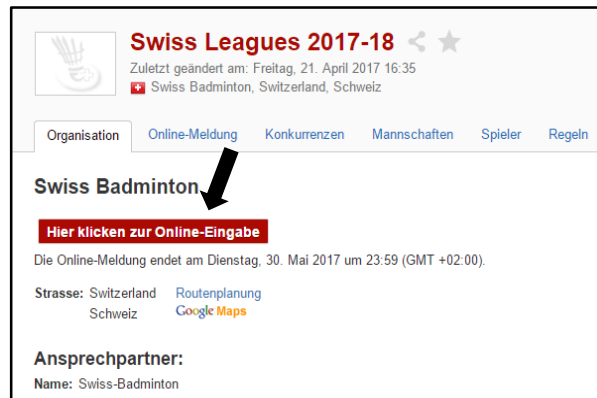 Swiss Leagues 2017-18
Zuletzt geändert am: Freitag, 21. April 2017 16:35
Swiss Badminton, Switzerland, Schweiz
Organisation Online-Meldung Konkurrenzen Mannschaften Spieler Regeln
Swiss Badminton
Hier klicken zur Online-Eingabe
Die Online-Meldung endet am Dienstag, 30. Mai 2017 um 23:59 (GMT +02:00).
Strasse: Switzerland Routenplanung
Schweiz Google Maps
Ansprechpartner:
Name: Swiss-Badminton